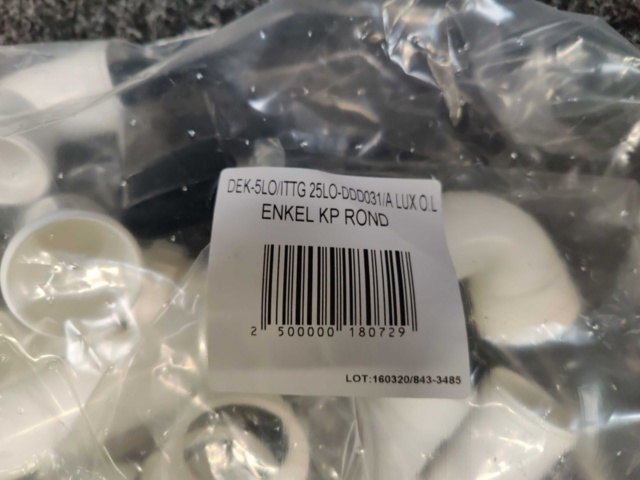 DEK-5LO/ITTG 25LO-DDD031/A LUX O.L
ENKEL KP ROND
2 500000 180729
LOT:160320/843-3485